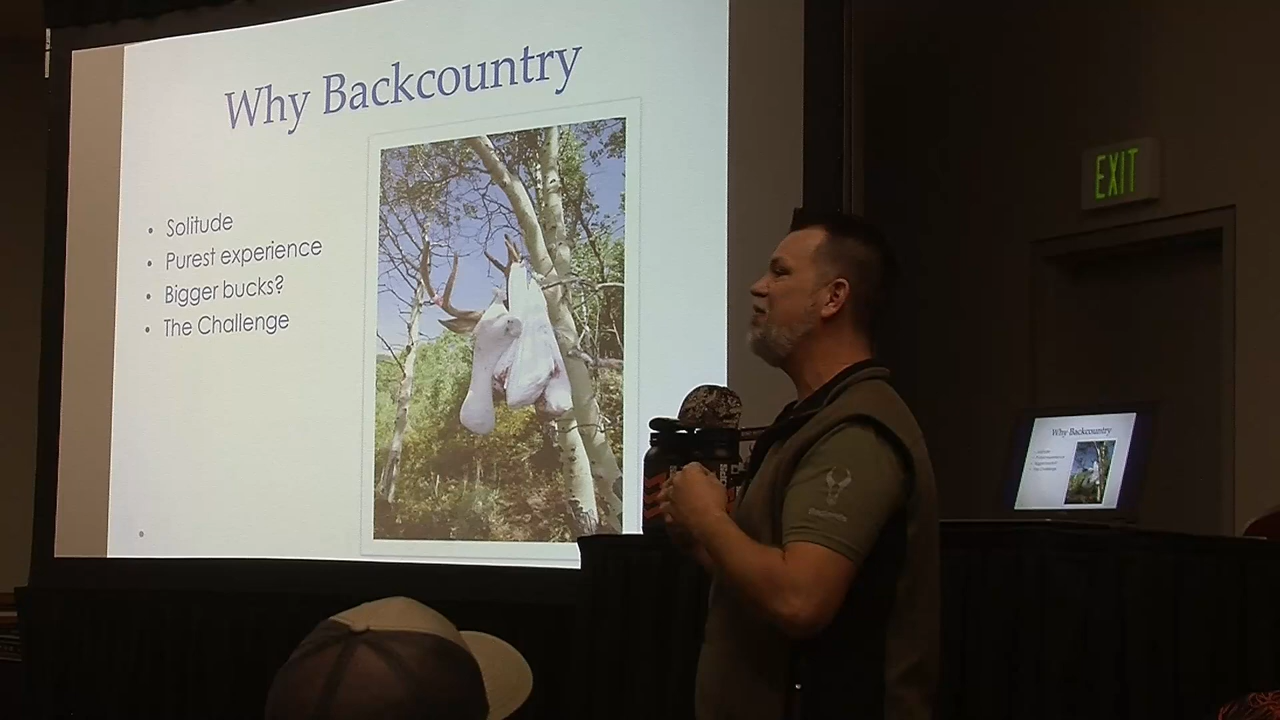 Why Backcountry
• Solitude
• Purest experience
• Bigger bucks?
• The Challenge
EXIT
Why Backcountry